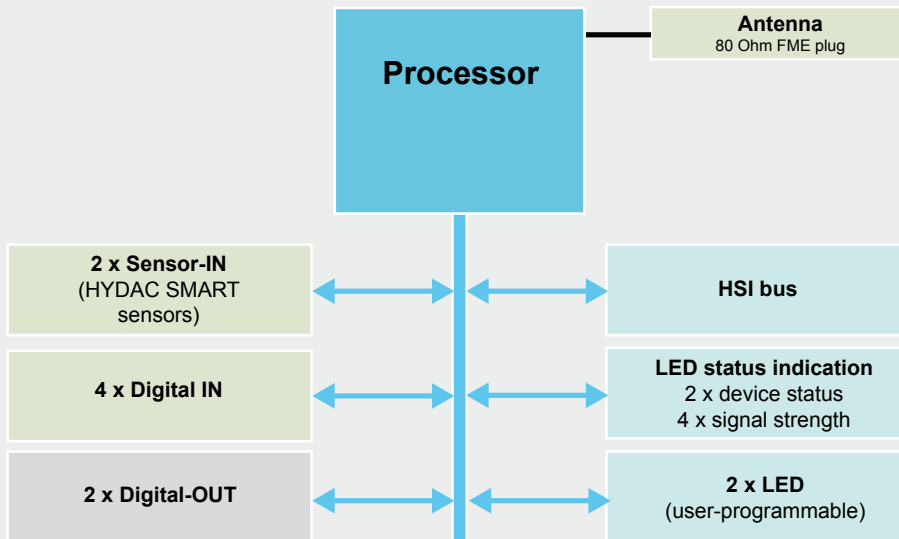 Antenna
80 Ohm FME plug
Processor
2 x Sensor-IN
(HYDAC SMART
sensors)
HSI bus
4 x Digital IN
LED status indication
2 x device status
4 x signal strength
2 x Digital-OUT
2 x LED
(user-programmable)